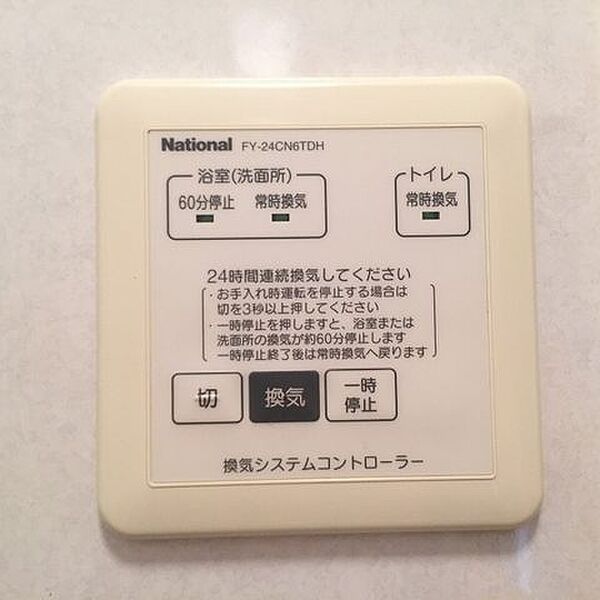 National FY-24CN6TDH
浴室(洗面所)
トイレ
60分停止 常時換気
常時換気
24時間連続換気してください
・お手入れ時運転を停止する場合は
切を3秒以上押してください
・一時停止を押しますと、浴室または
洗面所の換気が約60分停止します
一時停止終了後は常時換気へ戻ります
切 換気 一時
停止
換気システムコントローラー